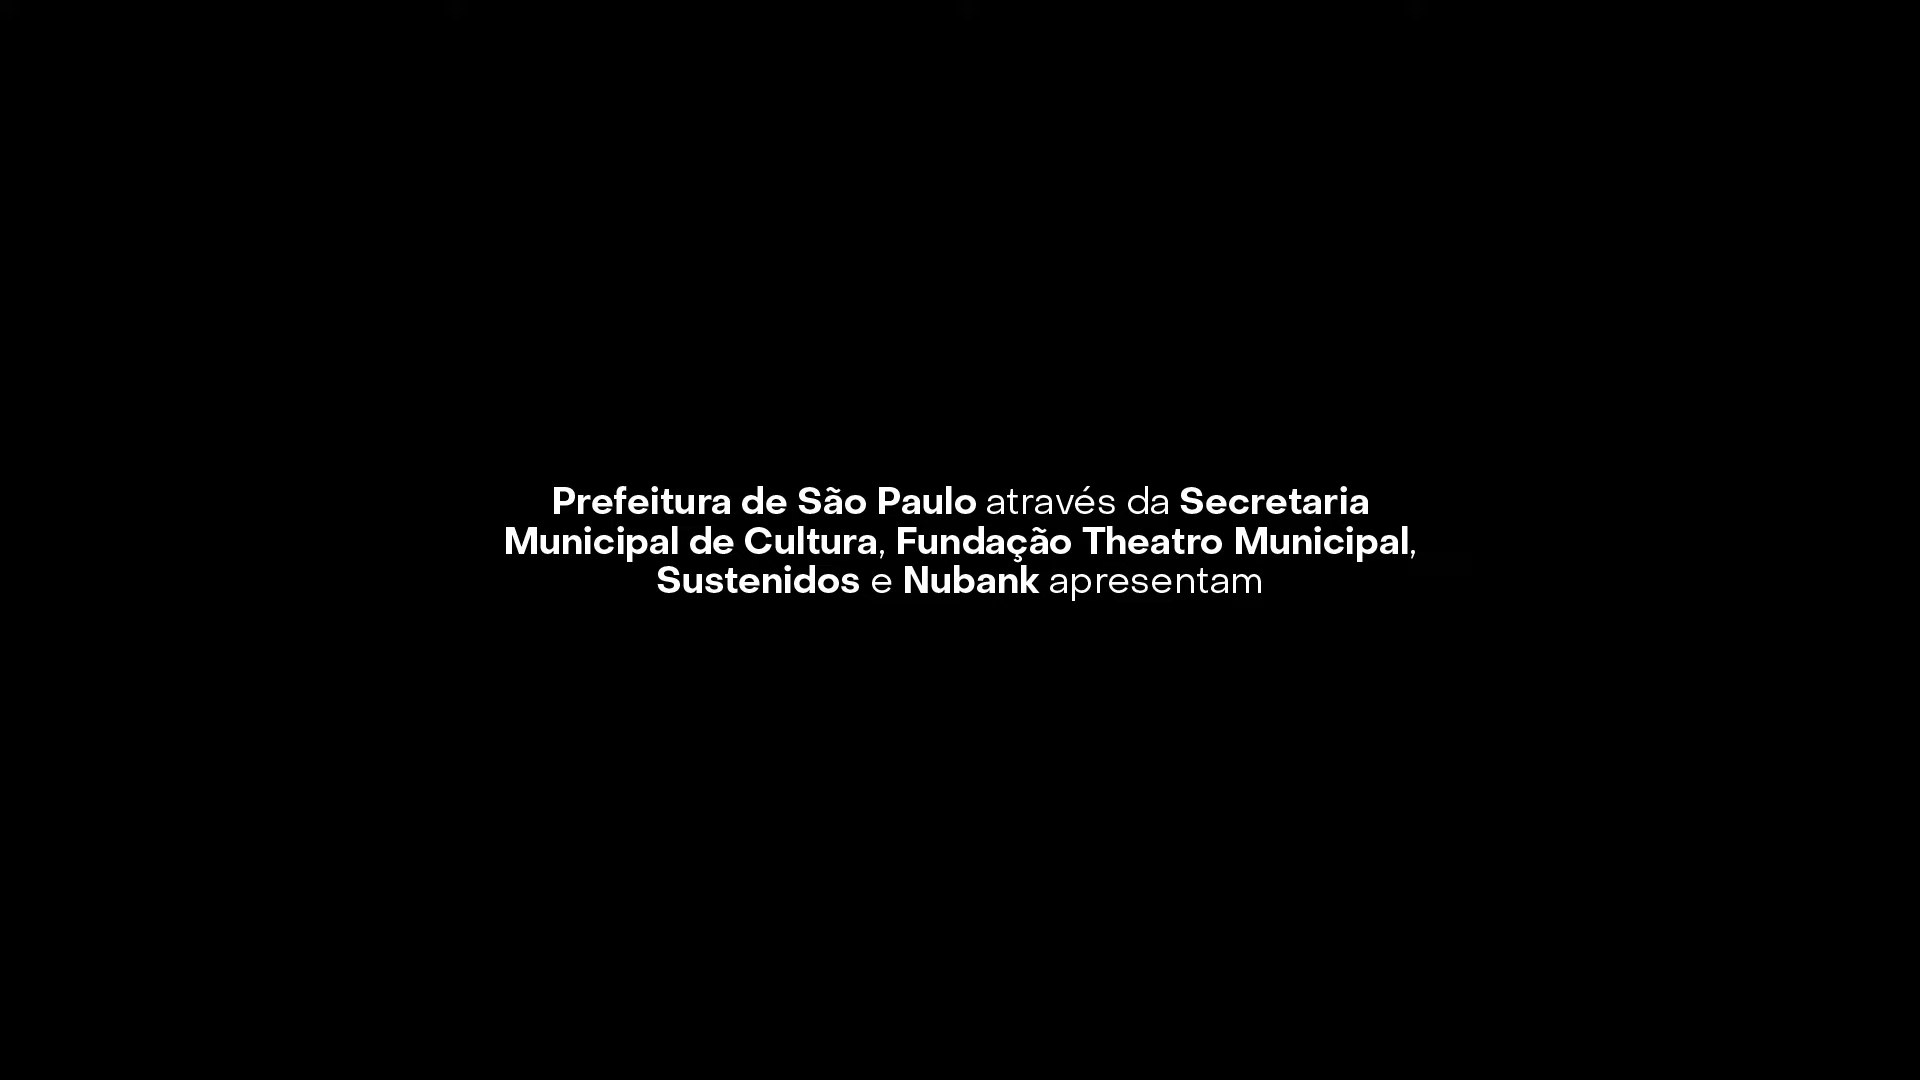 Prefeitura de São Paulo através da Secretaria
Municipal de Cultura, Fundação Theatro Municipal,
Sustenidos e Nubank apresentam